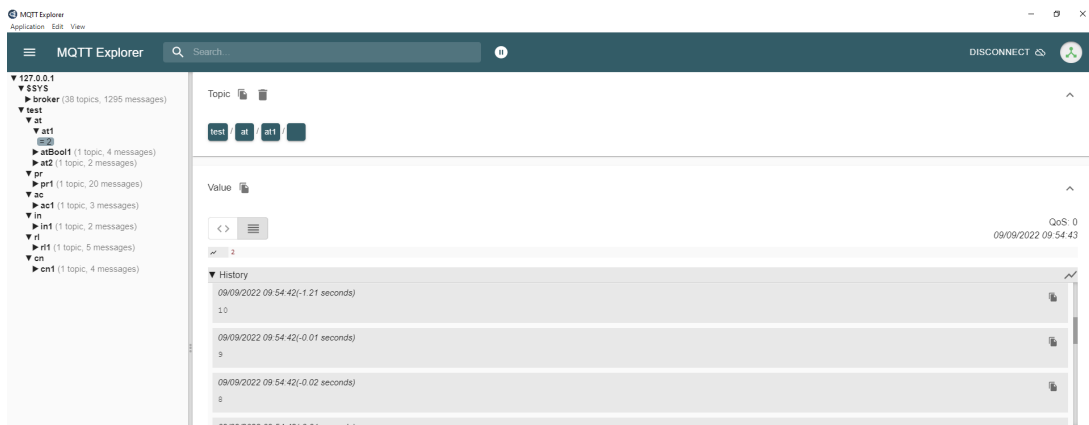 MQTT Explorer
Application Edit View
MQTT Explorer
Search...
DISCONNECT
▼ 127.0.0.1
▼ $SYS
▶ broker (38 topics, 1295 messages)
▼ test
▼ at
▼ at1
= 2
▶ atBool1 (1 topic, 4 messages)
▶ at2 (1 topic, 2 messages)
▼ pr
▶ pr1 (1 topic, 20 messages)
▼ ac
▶ ac1 (1 topic, 3 messages)
▼ in
▶ in1 (1 topic, 2 messages)
▼ rl
▶ rl1 (1 topic, 5 messages)
▼ cn
▶ cn1 (1 topic, 4 messages)
Topic
test / at / at1 /
Value
QoS: 0
09/09/2022 09:54:43
2
▼ History
09/09/2022 09:54:42(-1.21 seconds)
10
09/09/2022 09:54:42(-0.01 seconds)
9
09/09/2022 09:54:42(-0.02 seconds)
8